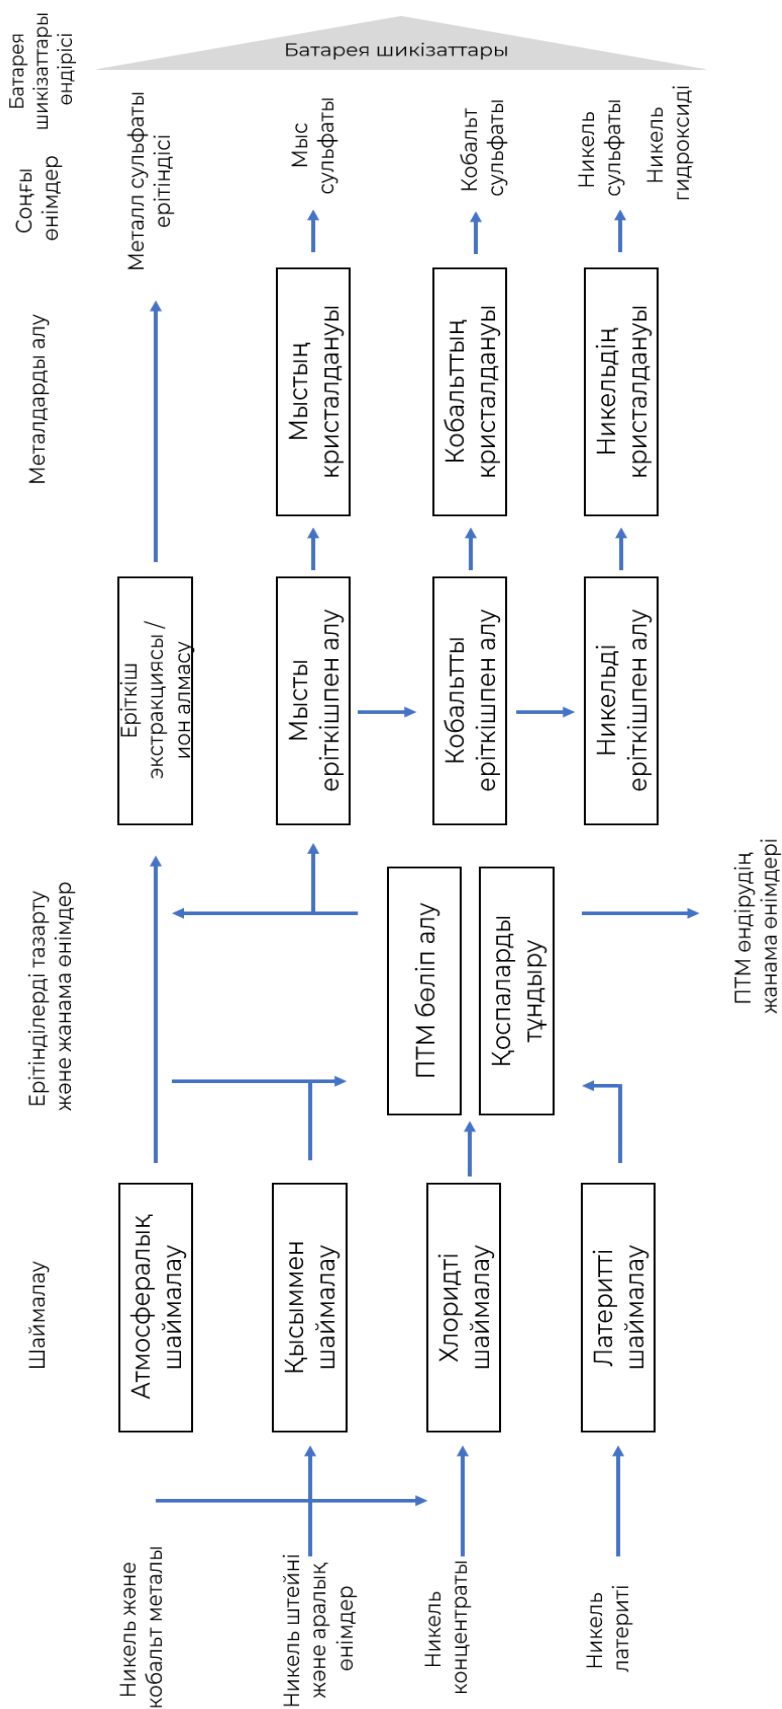 Батарея шикізаттары
Батарея
шикізаттары
өндірісі
Соңғы
өнімдер
Металдарды алу
Ерітінділерді тазарту
және жанама өнімдер
Шаймалау
Металл сульфаты
ерітіндісі
Мыс
сульфаты
Кобальт
сульфаты
Никель
сульфаты
Никель
гидроксиді
Мыстың
кристалдануы
Кобальттың
кристалдануы
Никельдің
кристалдануы
Еріткіш
экстракциясы /
ион алмасу
Мысты
еріткішпен алу
Кобальтты
еріткішпен алу
Никельді
еріткішпен алу
ПТМ бөліп алу
Қоспаларды
тұндыру
ПТМ өндірудің
жанама өнімдері
Атмосфералық
шаймалау
Қысыммен
шаймалау
Хлоридті
шаймалау
Латеритті
шаймалау
Никель және
кобальт металы
Никель штейні
және аралық
өнімдер
Никель
концентраты
Никель
латериті